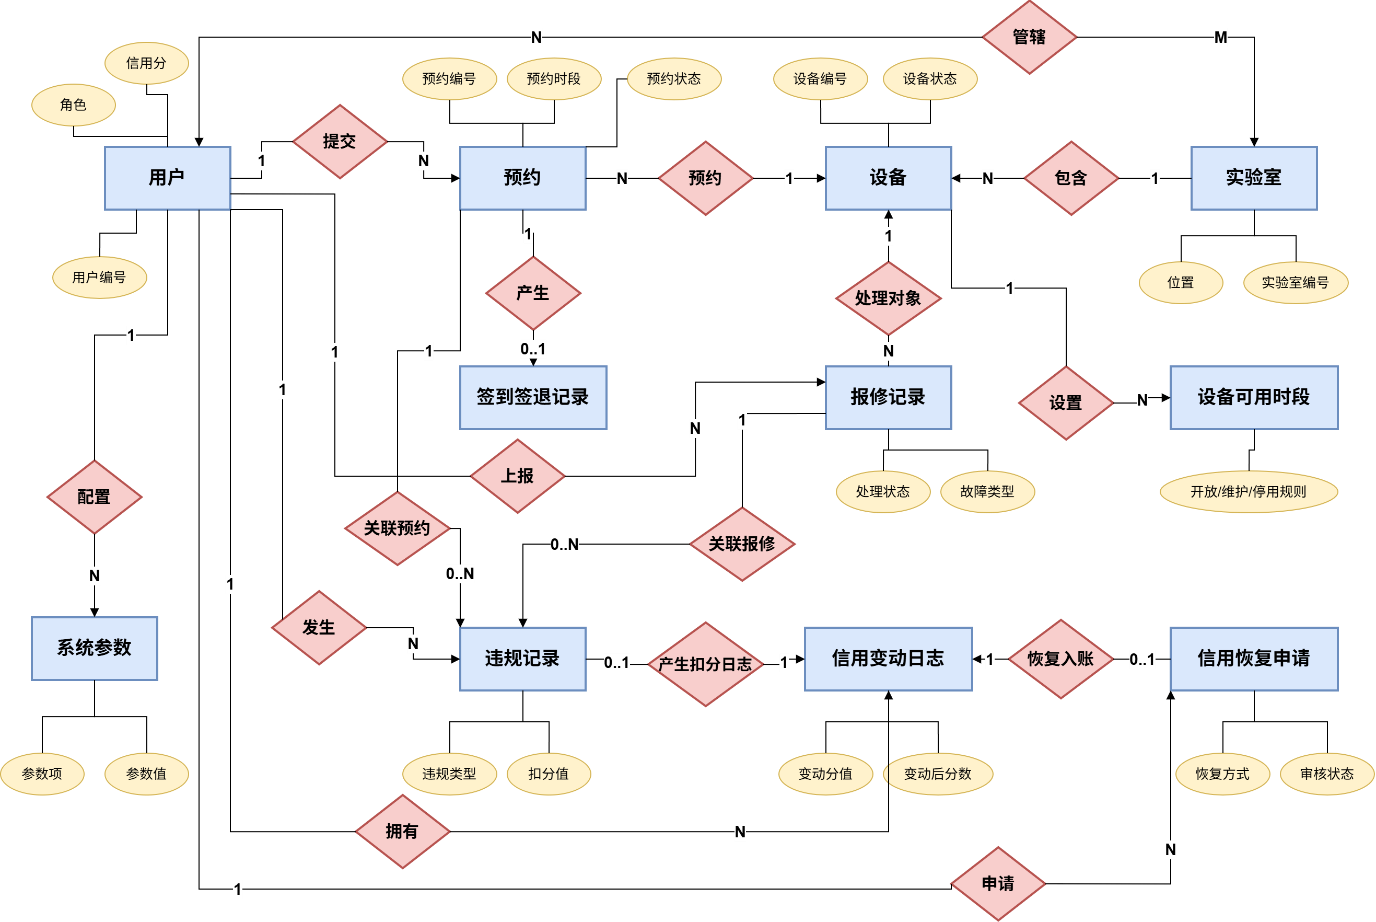 管辖
N
M
信用分
角色
预约编号
预约时段
预约状态
设备编号
设备状态
用户
1
提交
N
预约
N
预约
1
设备
N
包含
1
实验室
用户编号
1
产生
0..1
签到签退记录
1
处理对象
N
报修记录
1
设置
N
设备可用时段
位置
实验室编号
1
1
1
1
N
上报
1
处理状态
故障类型
开放/维护/停用规则
配置
N
系统参数
参数项
参数值
关联预约
0..N
0..N
关联报修
1
发生
N
违规记录
0..1
产生扣分日志
1
信用变动日志
1
恢复入账
0..1
信用恢复申请
违规类型
扣分值
变动分值
变动后分数
恢复方式
审核状态
拥有
N
N
1
申请